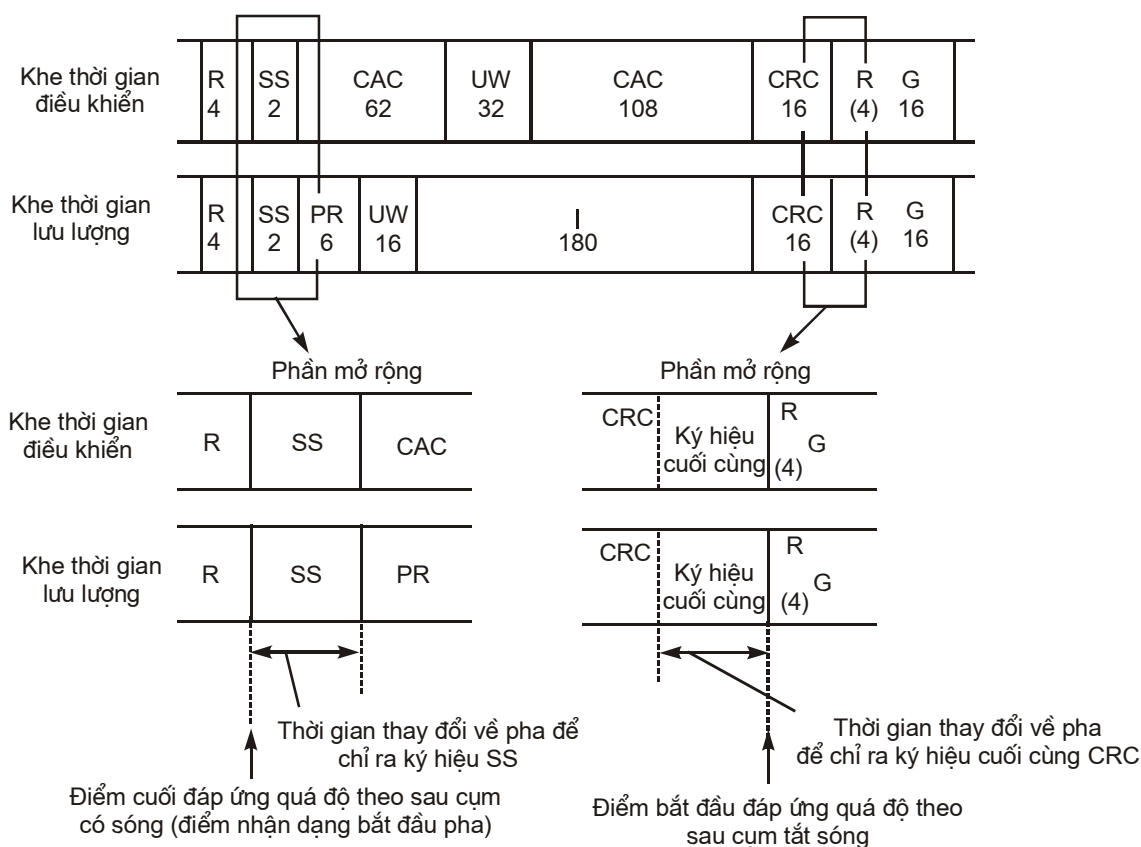 Khe thời gian
điều khiển
R SS CAC UW CAC CRC R G
4 2 62 32 108 16 (4) 16
Khe thời gian
lưu lượng
R SS PR UW I CRC R G
4 2 6 16 180 16 (4) 16
Phần mở rộng
Phần mở rộng
Khe thời gian
điều khiển
R SS CAC
CRC
Ký hiệu
cuối cùng
R
G
(4)
Khe thời gian
lưu lượng
R SS PR
CRC
Ký hiệu
cuối cùng
R
G
(4)
Thời gian thay đổi về pha để
chỉ ra ký hiệu SS
Thời gian thay đổi về pha
để chỉ ra ký hiệu cuối cùng CRC
Điểm cuối đáp ứng quá độ theo sau cụm
có sóng (điểm nhận dạng bắt đầu pha)
Điểm bắt đầu đáp ứng quá độ theo
sau cụm tắt sóng